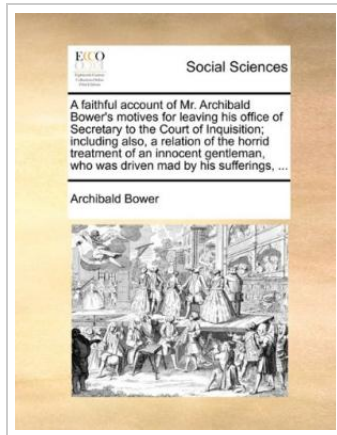 ECCO
Social Sciences
A faithful account of Mr. Archibald
Bower's motives for leaving his office of
Secretary to the Court of Inquisition;
including also, a relation of the horrid
treatment of an innocent gentleman,
who was driven mad by his sufferings, ...
Archibald Bower